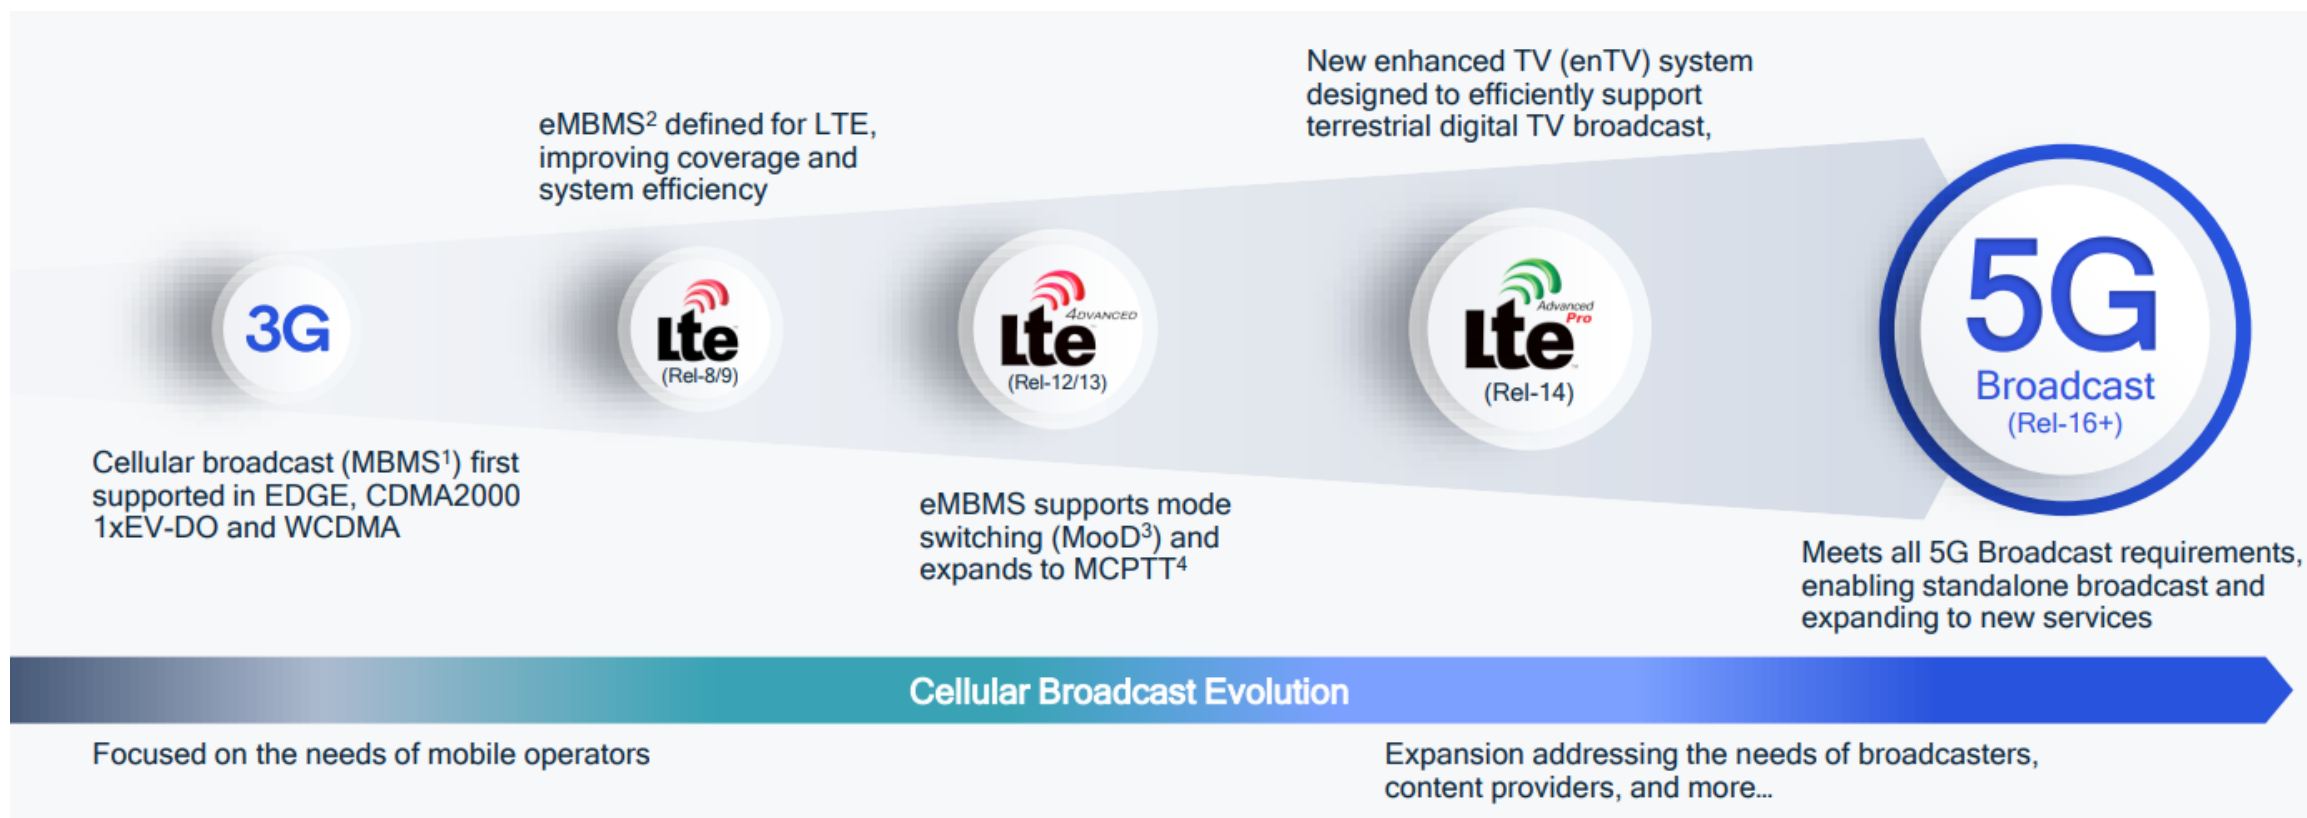 New enhanced TV (enTV) system
designed to efficiently support
terrestrial digital TV broadcast,
eMBMS² defined for LTE,
improving coverage and
system efficiency
3G
Lte
(Rel-8/9)
4DVANCED
Lte
(Rel-12/13)
Advanced
Pro
Lte
(Rel-14)
5G
Broadcast
(Rel-16+)
Cellular broadcast (MBMS¹) first
supported in EDGE, CDMA2000
1xEV-DO and WCDMA
eMBMS supports mode
switching (MooD³) and
expands to MCPTT⁴
Meets all 5G Broadcast requirements,
enabling standalone broadcast and
expanding to new services
Cellular Broadcast Evolution
Focused on the needs of mobile operators
Expansion addressing the needs of broadcasters,
content providers, and more...